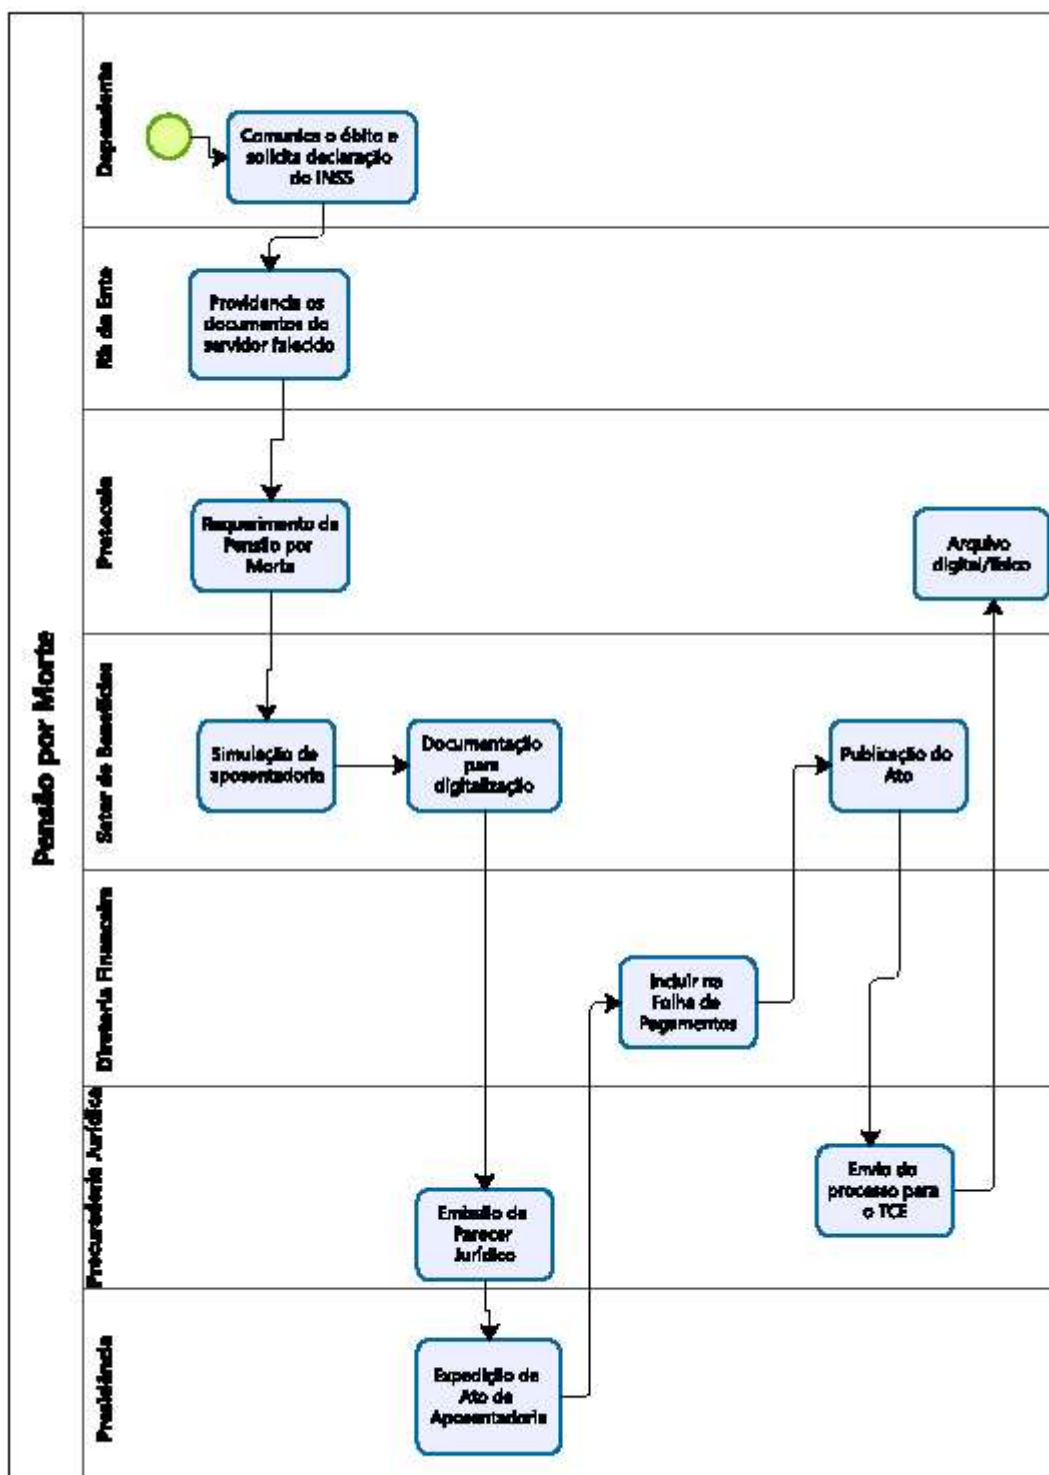 Pensão por Morte
Dependente
Comunica o óbito e
solicita declaração
do INSS
Rh do Ente
Providencia os
documentos do
servidor falecido
Protocolo
Requerimento de
Pensão por
Morte
Arquivo
digital/físico
Setor de Benefícios
Simulação de
aposentadoria
Documentação
para
digitalização
Publicação do
Ato
Diretoria Financeira
Incluir na
Folha de
Pagamentos
Procuradoria Jurídica
Emissão de
Parecer
Jurídico
Envio do
processo para
o TCE
Presidência
Expedição de
Ato de
Aposentadoria